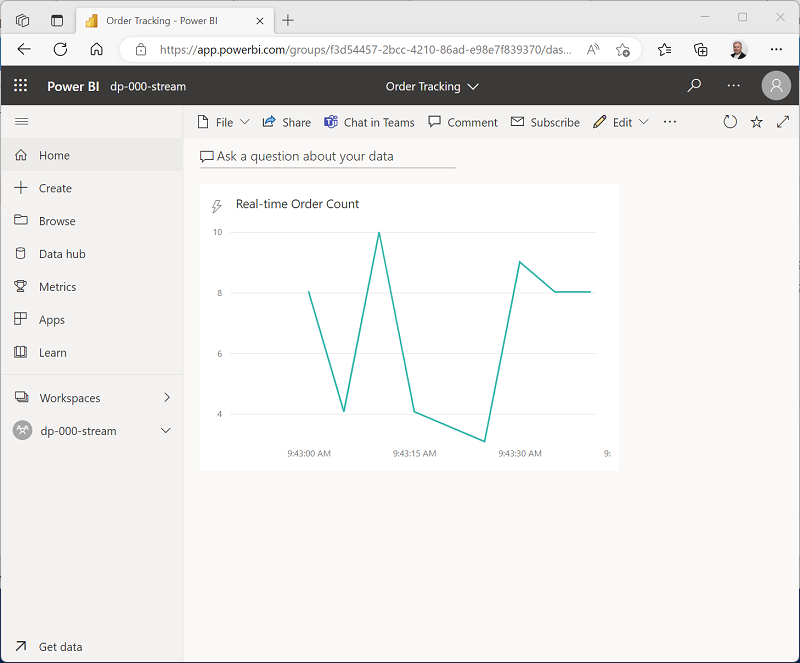 Order Tracking - Power BI
https://app.powerbi.com/groups/f3d54457-2bcc-4210-86ad-e98e7f839370/das...
Power BI dp-000-stream Order Tracking
File Share Chat in Teams Comment Subscribe Edit
Home
Create
Browse
Data hub
Metrics
Apps
Learn
Workspaces
dp-000-stream
Get data
Ask a question about your data
Real-time Order Count
10
8
6
4
9:43:00 AM 9:43:15 AM 9:43:30 AM 9: